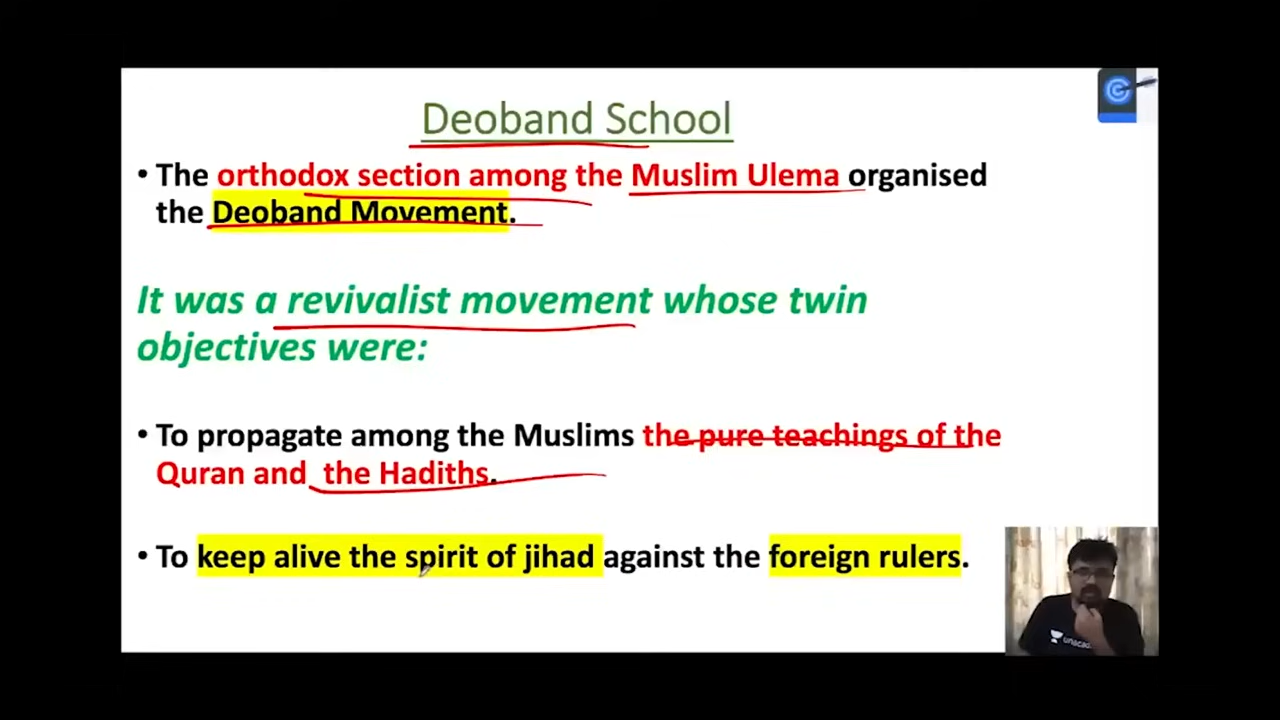 Deoband School
• The orthodox section among the Muslim Ulema organised
the Deoband Movement.
It was a revivalist movement whose twin
objectives were:
• To propagate among the Muslims the pure teachings of the
Quran and the Hadiths.
• To keep alive the spirit of jihad against the foreign rulers.